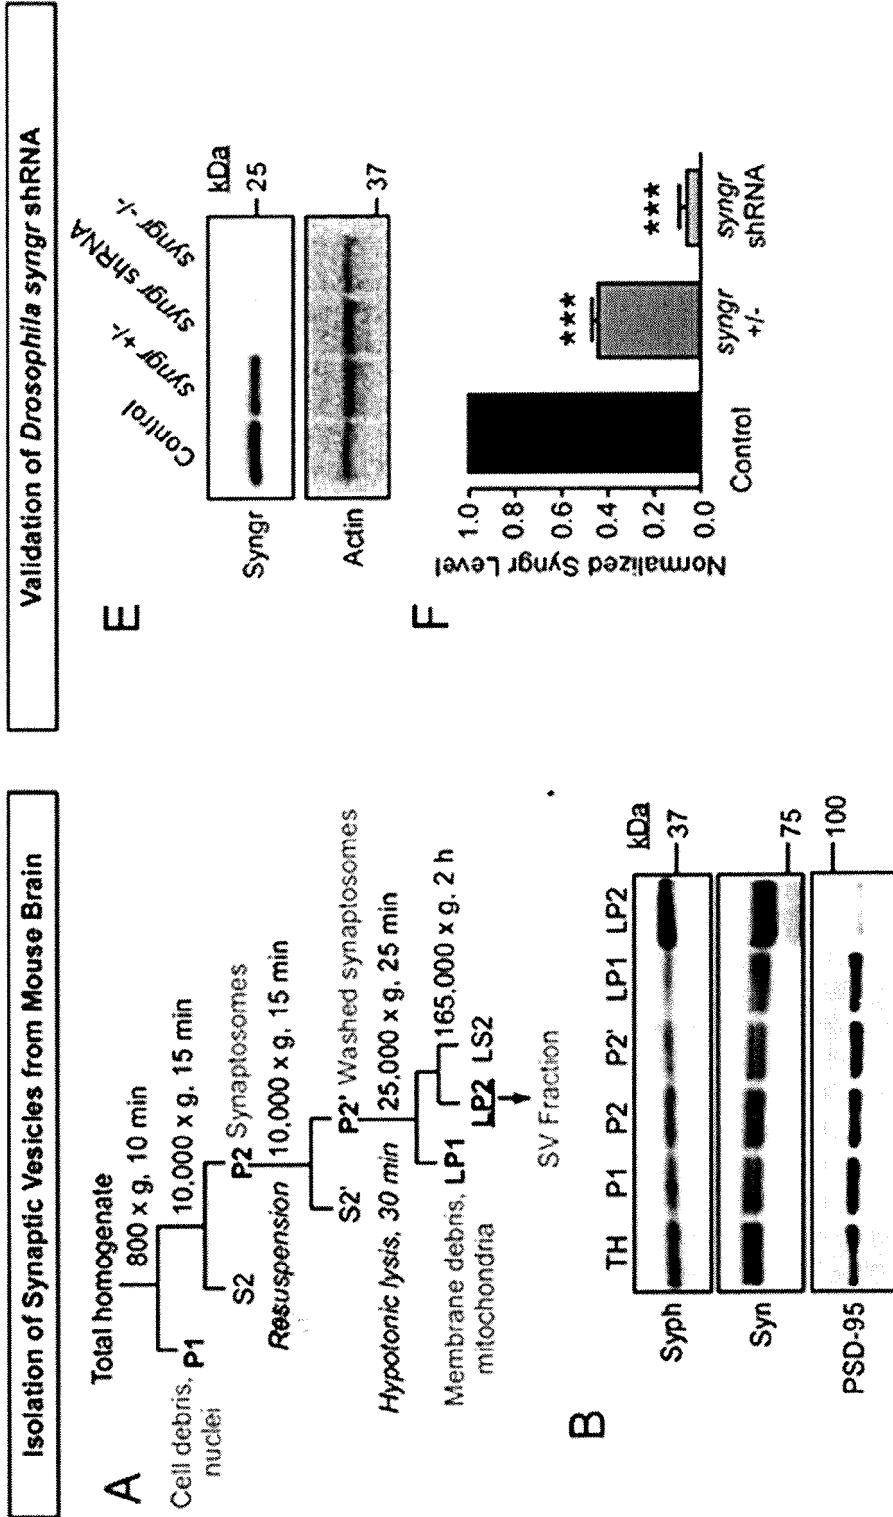 Isolation of Synaptic Vesicles from Mouse Brain
A
Total homogenate
800 x g, 10 min
Cell debris, P1
nuclei
10,000 x g, 15 min
S2
P2 Synaptosomes
Resuspension
10,000 x g, 15 min
S2'
P2' Washed synaptosomes
Hypotonic lysis, 30 min
25,000 x g, 25 min
Membrane debris, LP1
mitochondria
165,000 x g, 2 h
LP2 LS2
SV Fraction
B
TH P1 P2 P2' LP1 LP2
kDa
Syph
37
Syn
75
PSD-95
100
Validation of Drosophila syngr shRNA
E
Control
syngr +/-
syngr shRNA
syngr -/-
kDa
Syngr
25
Actin
37
F
Normalized Syngr Level
1.0
0.8
0.6
0.4
0.2
0.0
***
***
Control
syngr
+/-
syngr
shRNA